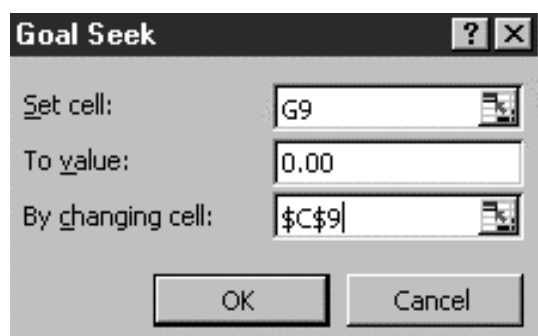 Goal Seek ? X
Set cell: G9
To value: 0.00
By changing cell: $C$9
OK Cancel